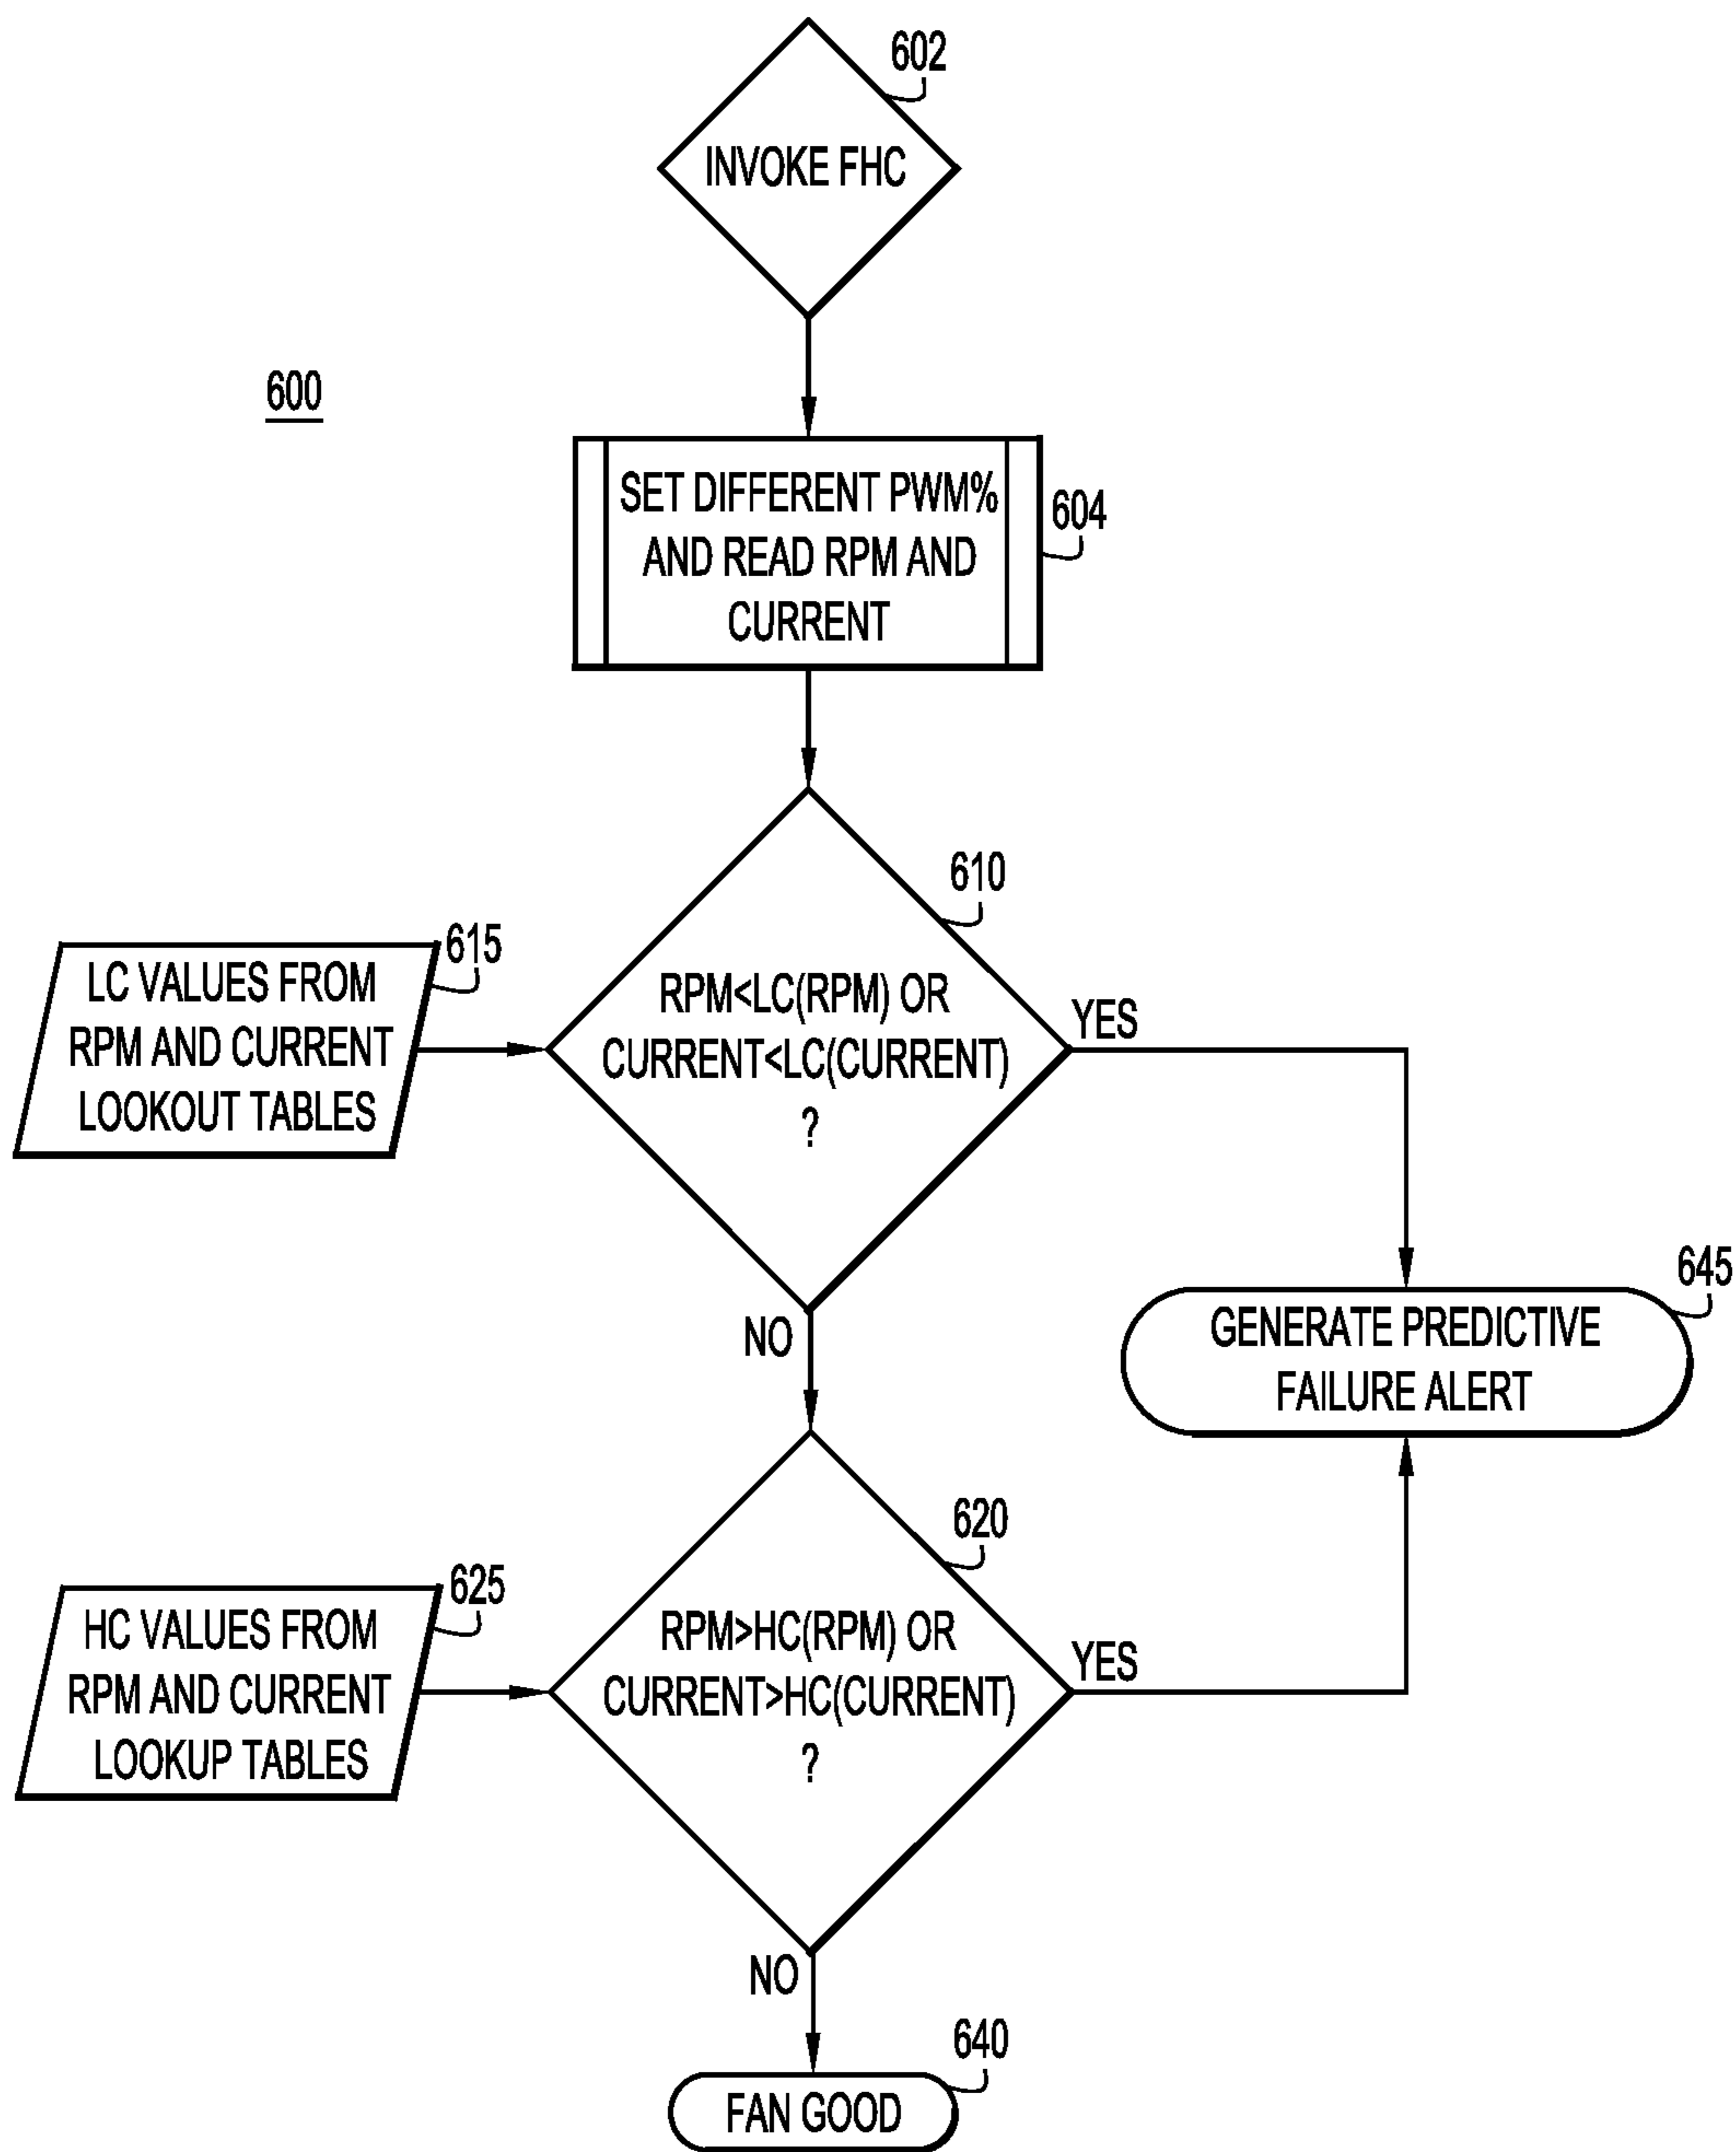 602
INVOKE FHC
600
SET DIFFERENT PWM%
AND READ RPM AND
CURRENT
604
610
RPM<LC(RPM) OR
CURRENT<LC(CURRENT)
?
YES
615
LC VALUES FROM
RPM AND CURRENT
LOOKOUT TABLES
NO
645
GENERATE PREDICTIVE
FAILURE ALERT
620
RPM>HC(RPM) OR
CURRENT>HC(CURRENT)
?
YES
625
HC VALUES FROM
RPM AND CURRENT
LOOKUP TABLES
NO
640
FAN GOOD